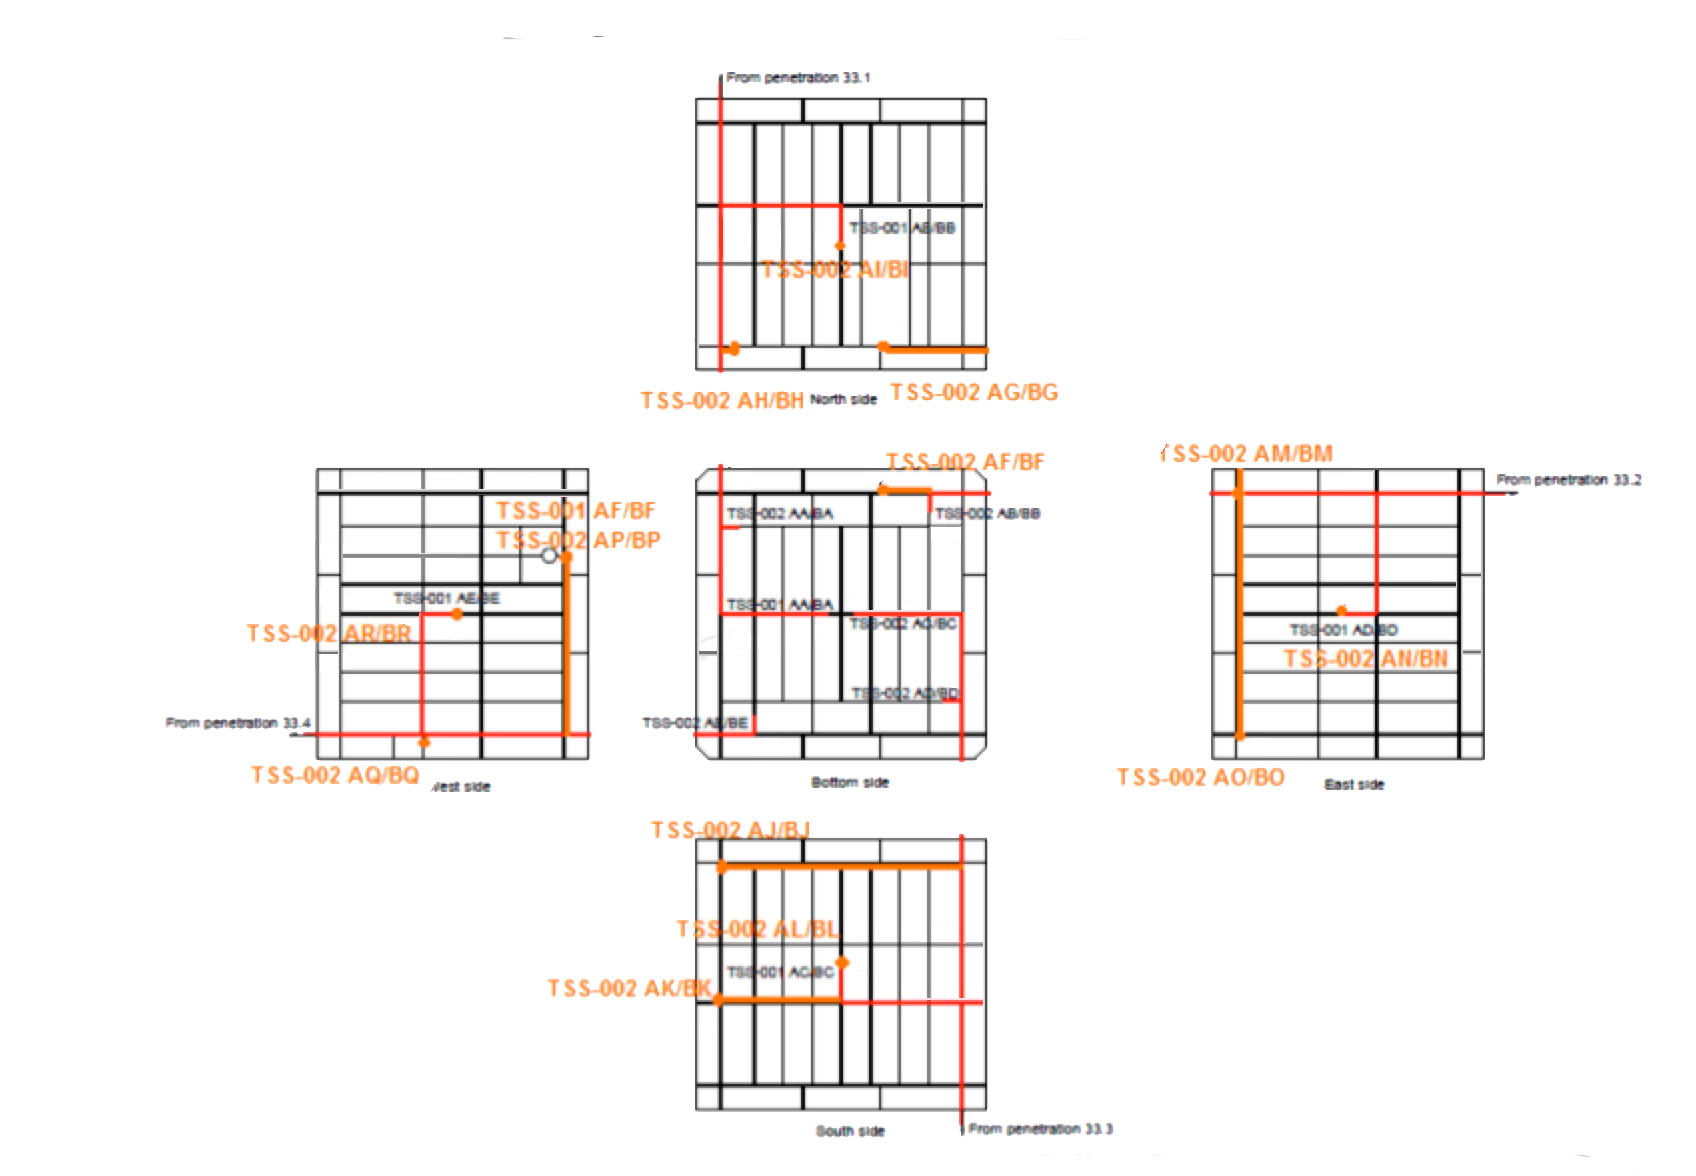 From penetration 33.1
TSS-001 AB/BB
TSS-002 AI/BI
TSS-002 AH/BH
North side
TSS-002 AG/BG
TSS-001 AF/BF
TSS-002 AP/BP
TSS-001 AE/BE
TSS-002 AR/BR
From penetration 33.4
TSS-002 AQ/BQ
est side
TSS-002 AF/BF
TSS-002 AA/BA
TSS-002 AB/BB
TSS-001 AA/BA
TSS-002 AC/BC
TSS-002 AD/BD
TSS-002 AE/BE
Bottom side
TSS-002 AM/BM
From penetration 33.2
TSS-001 AD/BD
TSS-002 AN/BN
TSS-002 AO/BO
East side
TSS-002 AJ/BJ
TSS-002 AL/BL
TSS-001 AC/BC
TSS-002 AK/BK
South side
From penetration 33.3